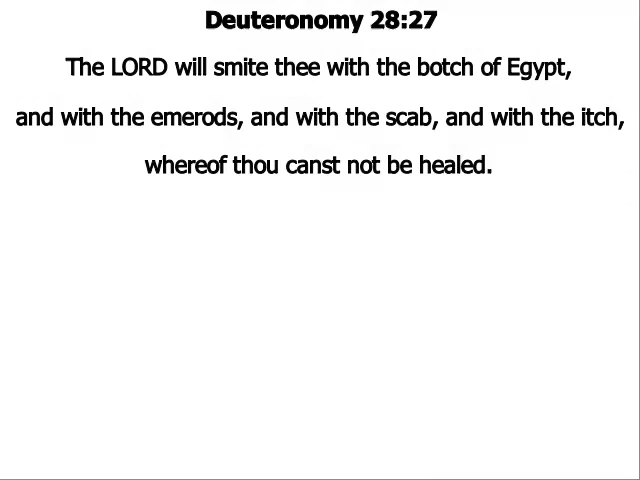 Deuteronomy 28:27
The LORD will smite thee with the botch of Egypt,
and with the emerods, and with the scab, and with the itch,
whereof thou canst not be healed.